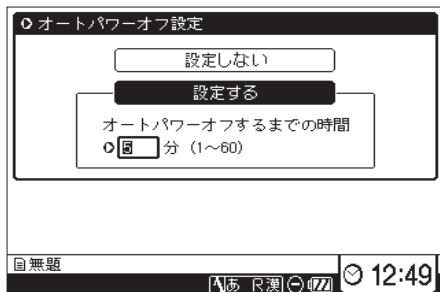 オートパワーオフ設定
設定しない
設定する
オートパワーオフするまでの時間
5 分 (1～60)
無題
あ R漢
12:49